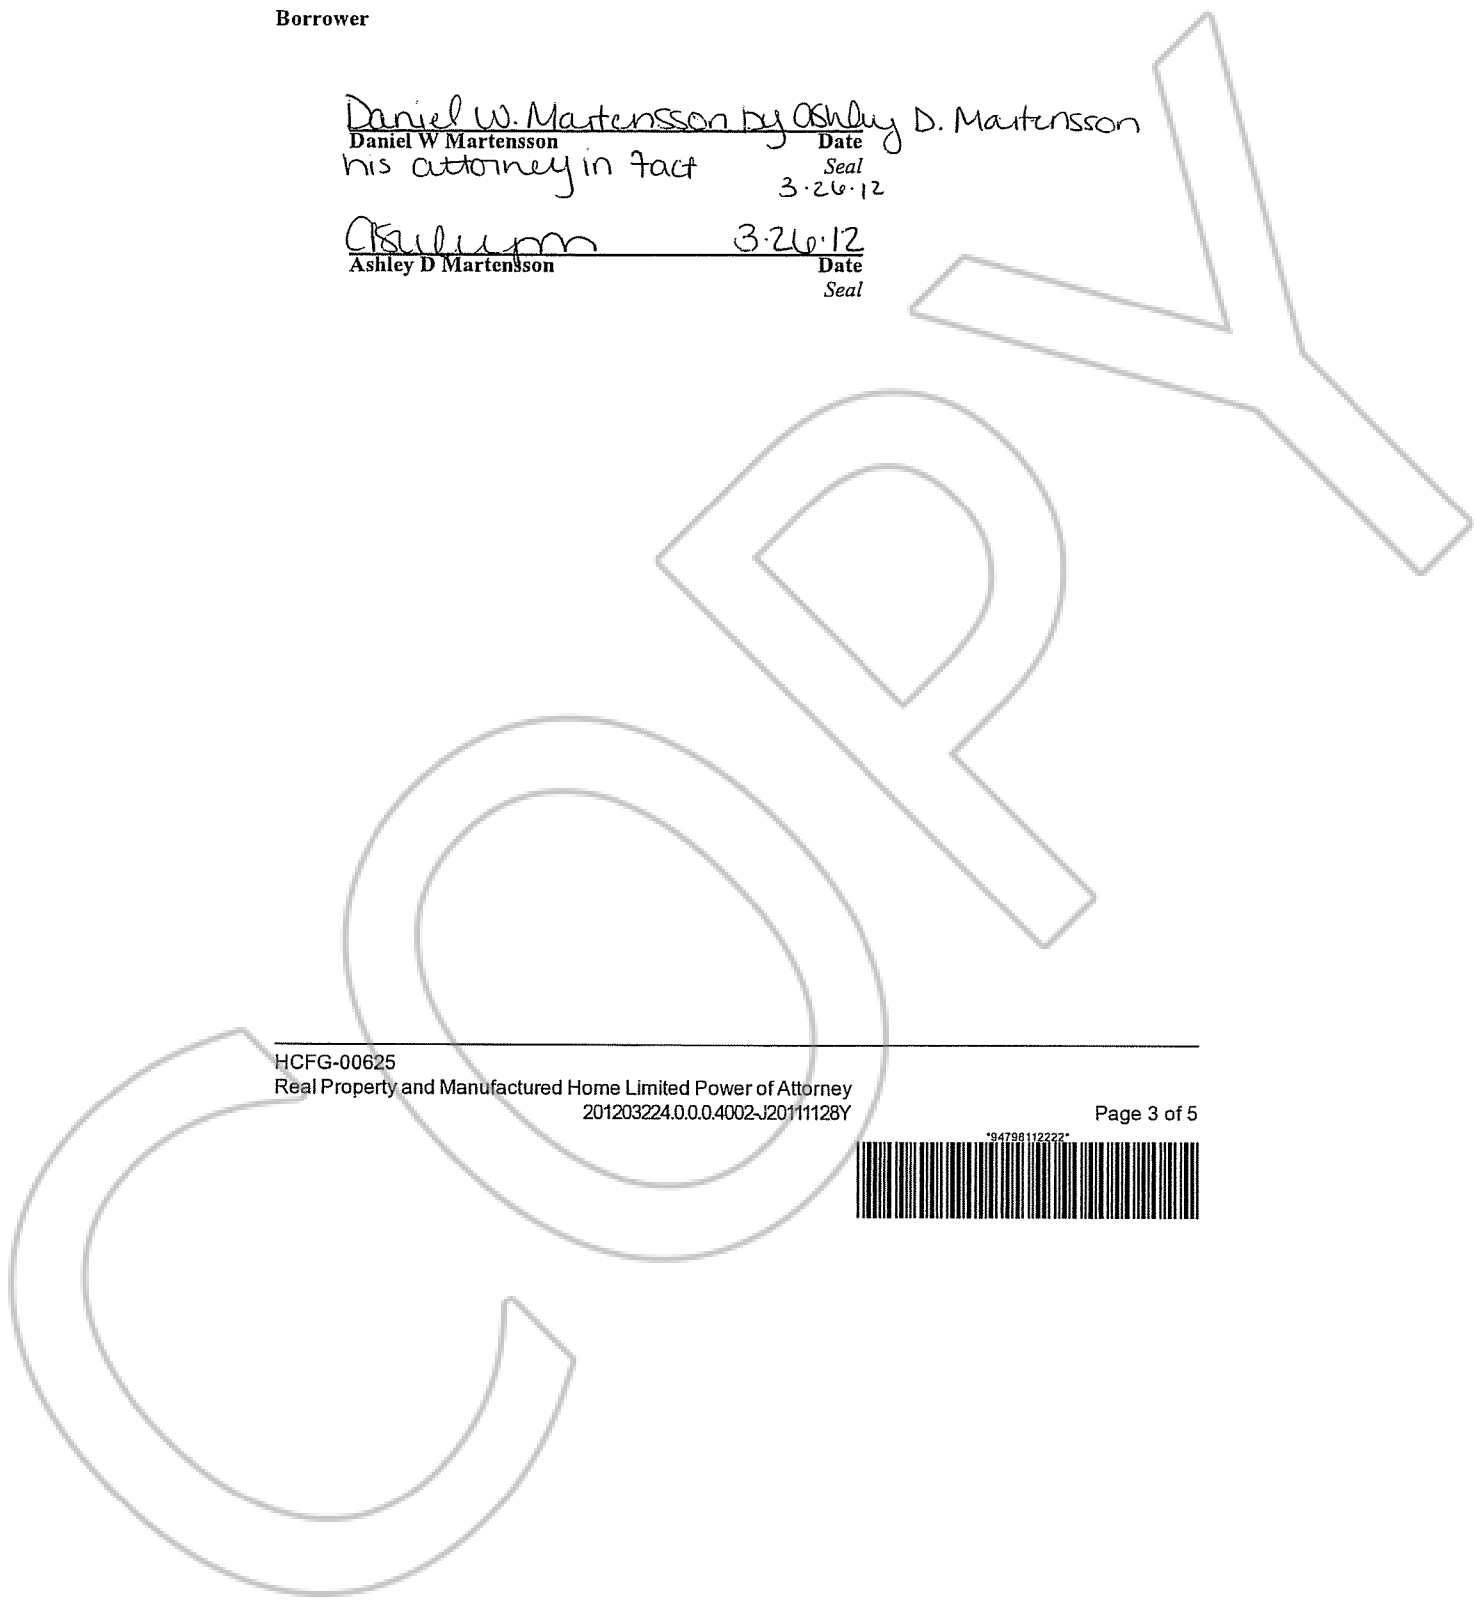 Borrower
Daniel W. Martensson by Ashley D. Martensson
Daniel W Martensson Date
his attorney in fact Seal
3·26·12
3·26·12
Ashley D Martensson Date
Seal
COPY
HCFG-00625
Real Property and Manufactured Home Limited Power of Attorney
201203224.0.0.0.4002-J20111128Y Page 3 of 5
*94798112222*